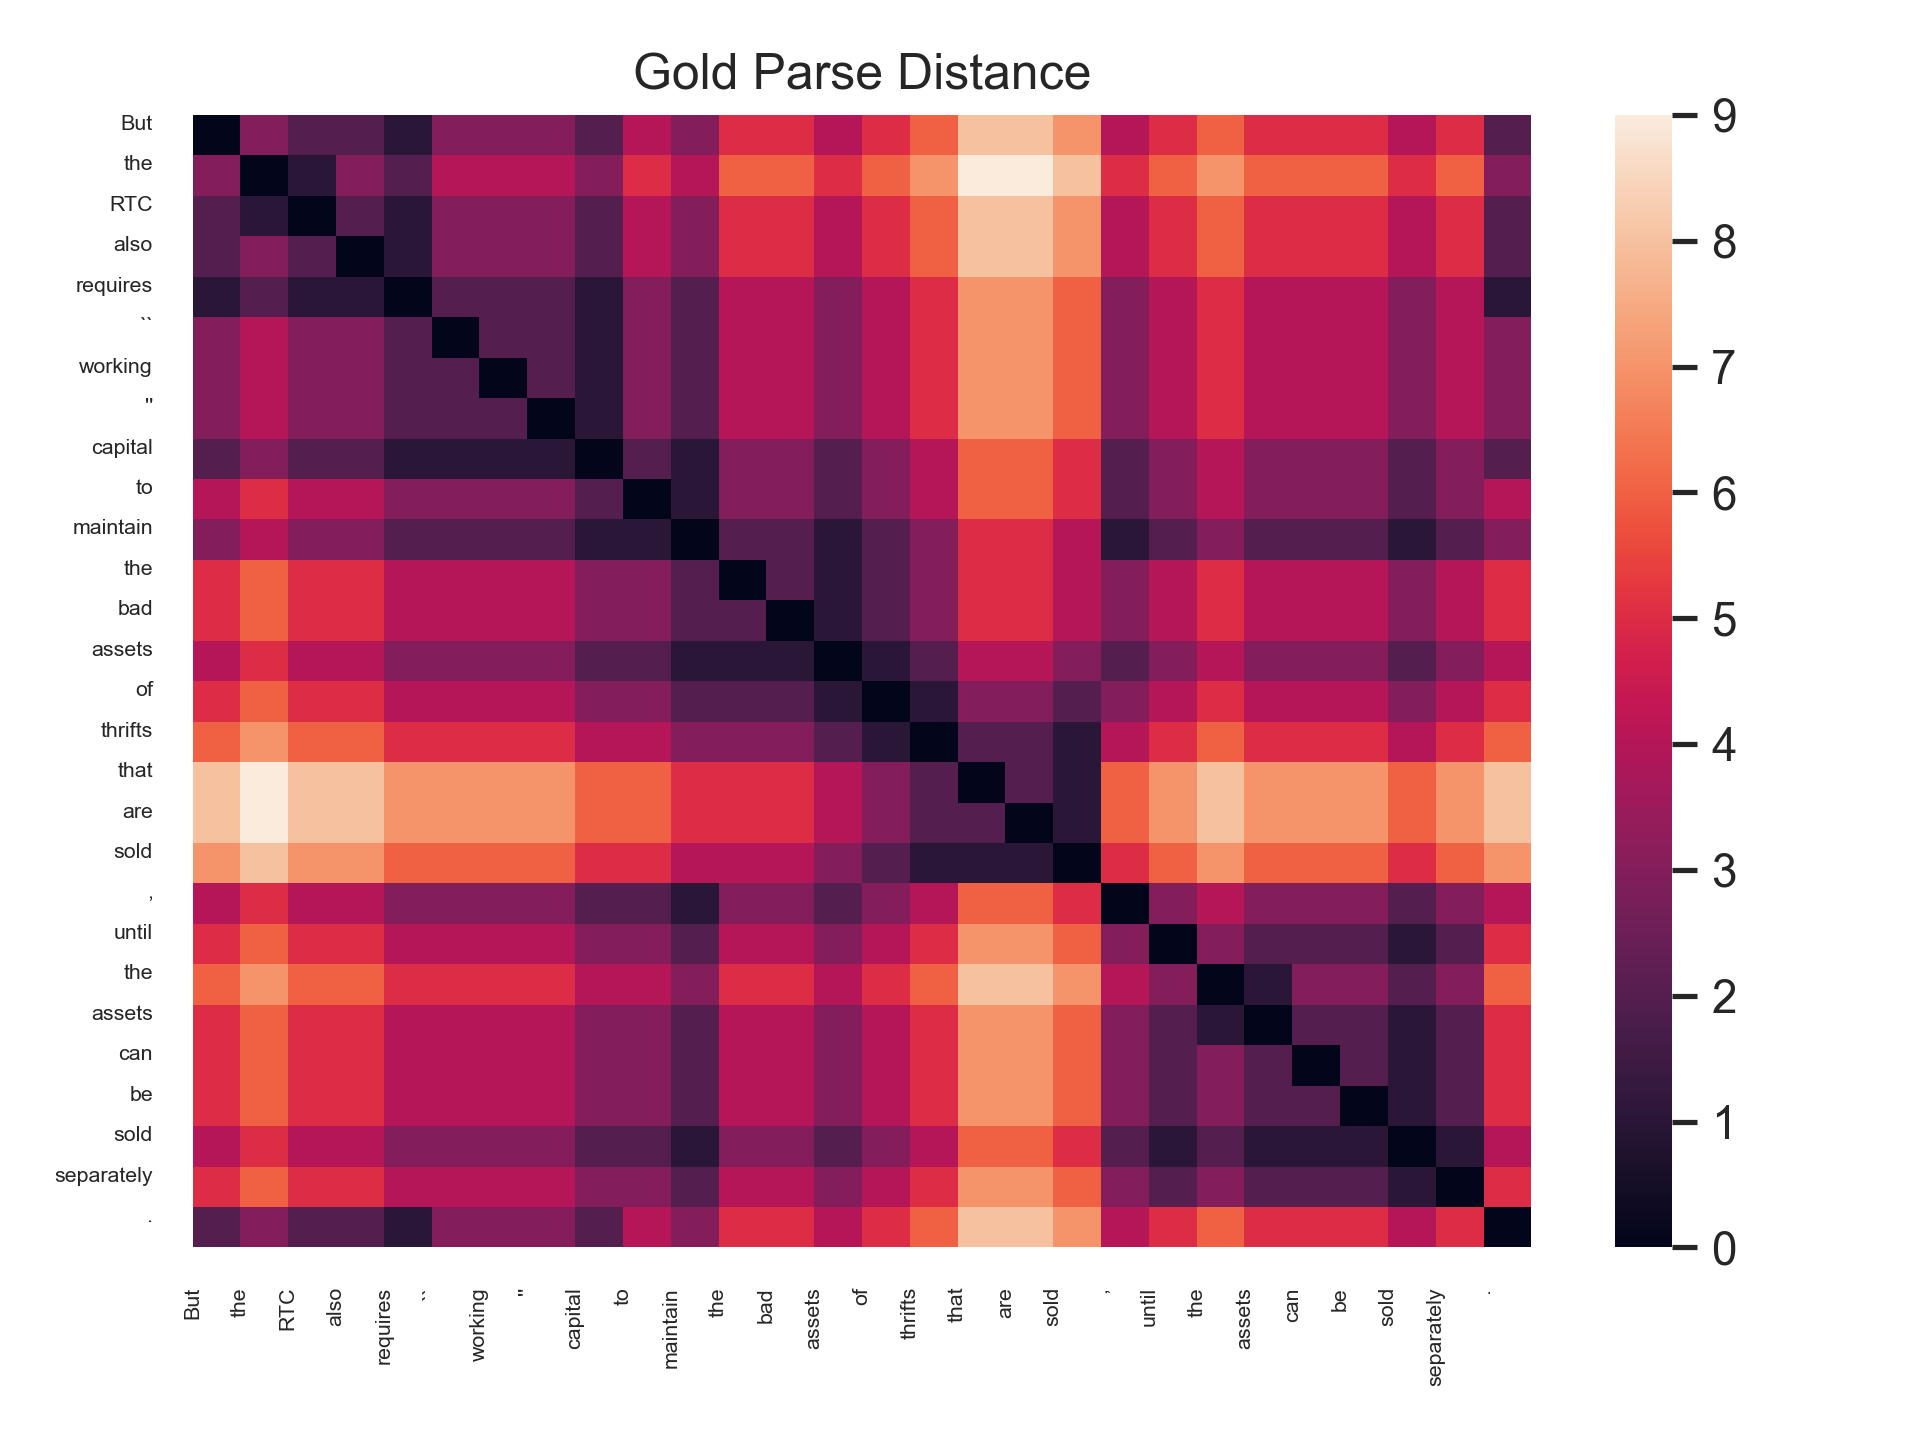 Gold Parse Distance
But
the
RTC
also
requires
``
working
''
capital
to
maintain
the
bad
assets
of
thrifts
that
are
sold
,
until
the
assets
can
be
sold
separately
.
9
8
7
6
5
4
3
2
1
0
But
the
RTC
also
requires
``
working
''
capital
to
maintain
the
bad
assets
of
thrifts
that
are
sold
,
until
the
assets
can
be
sold
separately
.